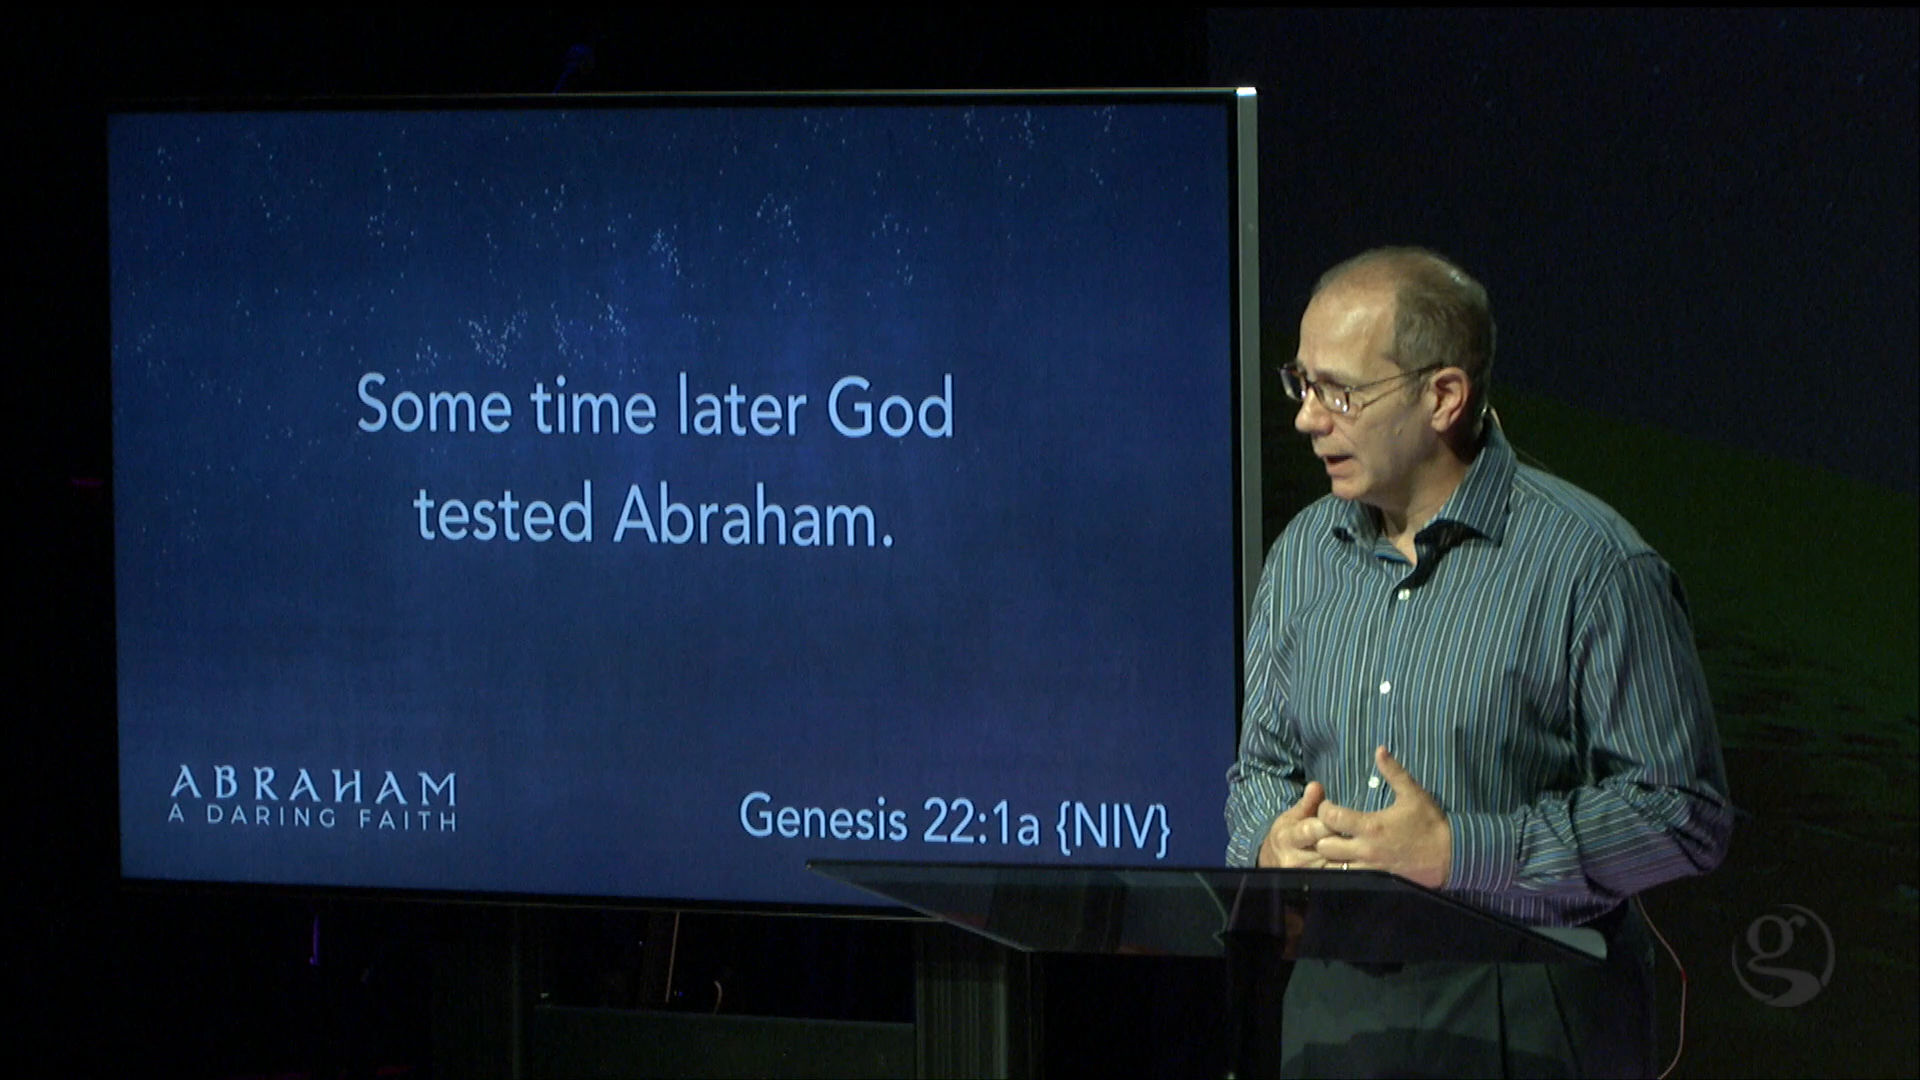 Some time later God
tested Abraham.
ABRAHAM
A DARING FAITH
Genesis 22:1a {NIV}
g